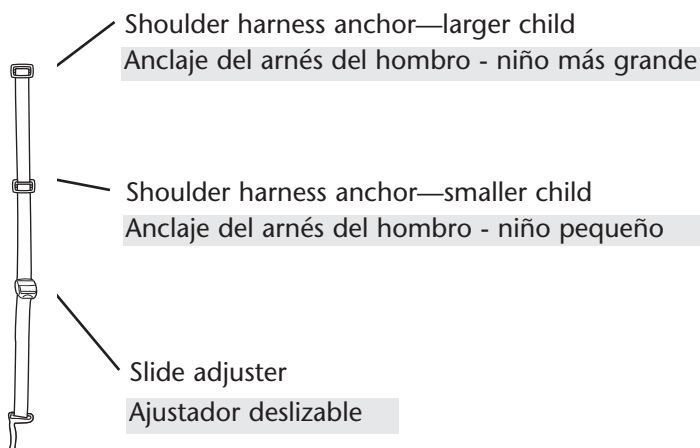 Shoulder harness anchor—larger child
Anclaje del arnés del hombro - niño más grande
Shoulder harness anchor—smaller child
Anclaje del arnés del hombro - niño pequeño
Slide adjuster
Ajustador deslizable